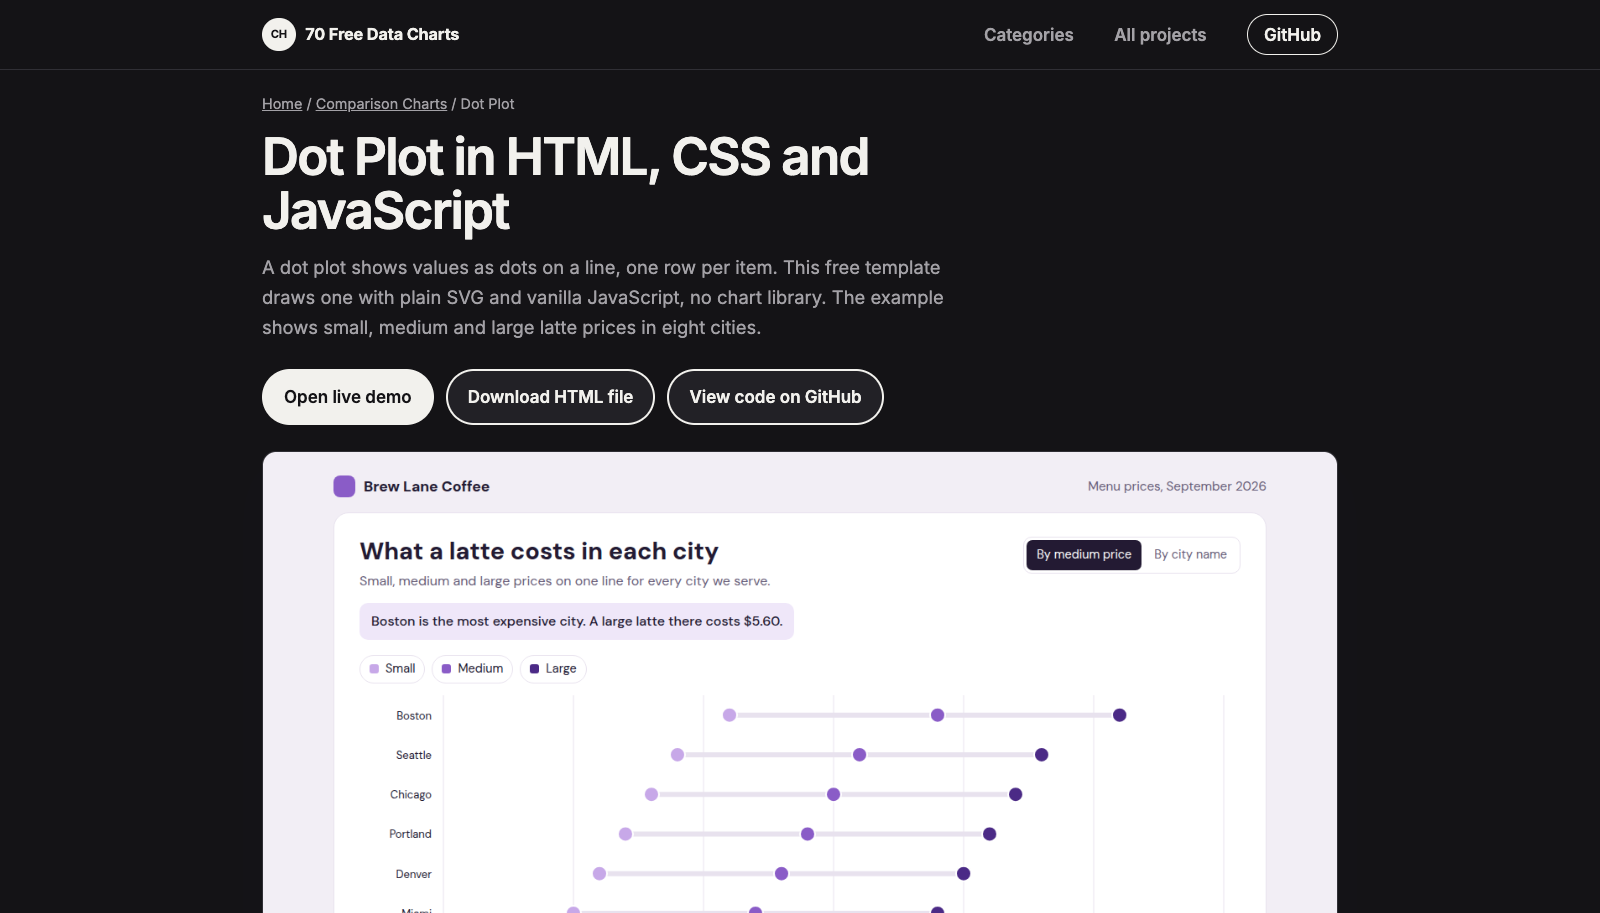 CH
70 Free Data Charts
Categories
All projects
GitHub
Home / Comparison Charts / Dot Plot
Dot Plot in HTML, CSS and
JavaScript
A dot plot shows values as dots on a line, one row per item. This free template
draws one with plain SVG and vanilla JavaScript, no chart library. The example
shows small, medium and large latte prices in eight cities.
Open live demo
Download HTML file
View code on GitHub
Brew Lane Coffee
Menu prices, September 2026
What a latte costs in each city
By medium price
By city name
Small, medium and large prices on one line for every city we serve.
Boston is the most expensive city. A large latte there costs $5.60.
Small
Medium
Large
Boston
Seattle
Chicago
Portland
Denver
Miami